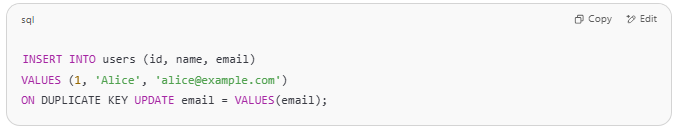 sql
Copy
Edit
INSERT INTO users (id, name, email)
VALUES (1, 'Alice', 'alice@example.com')
ON DUPLICATE KEY UPDATE email = VALUES(email);